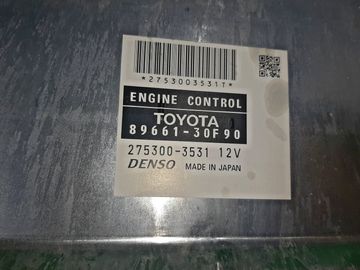 *2753003531T*
ENGINE CONTROL
TOYOTA
89661-30F90
275300-3531 12V
DENSO MADE IN JAPAN